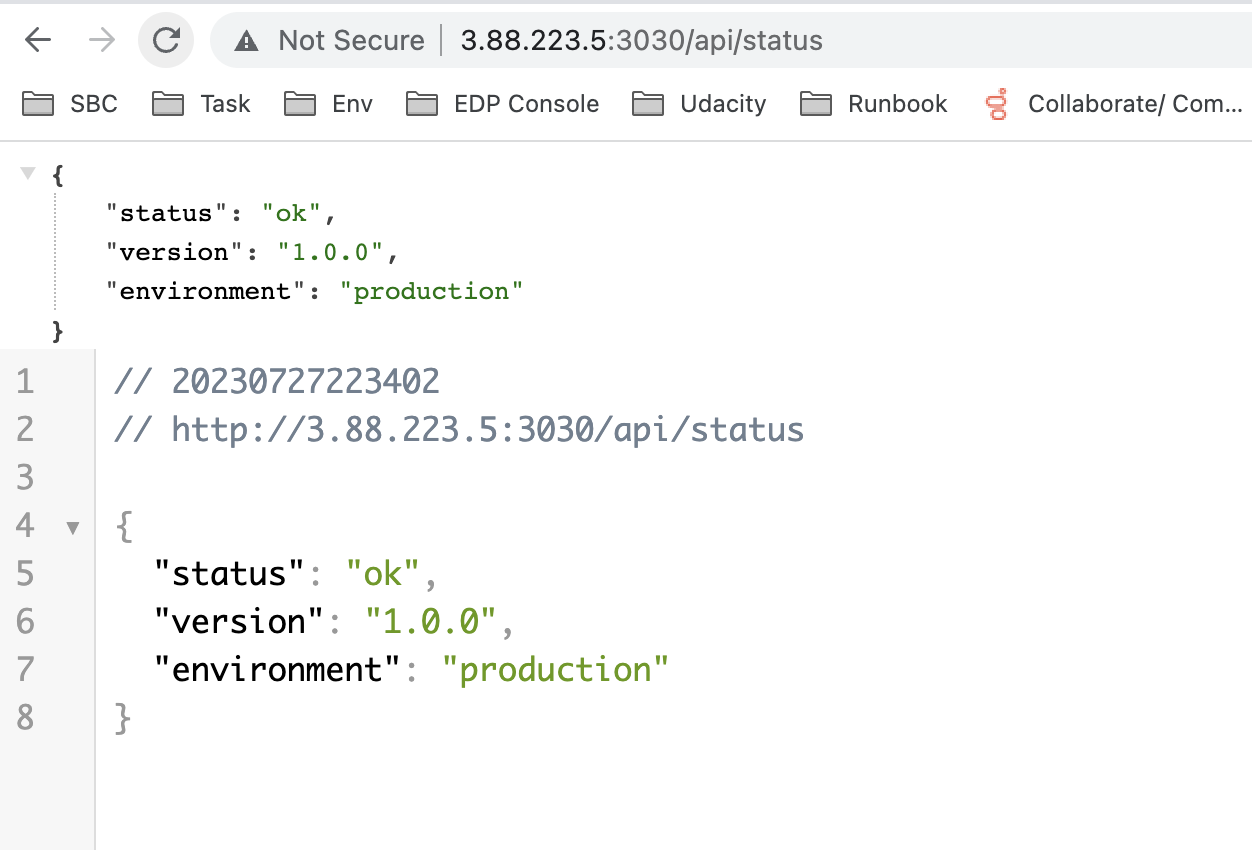 Not Secure | 3.88.223.5:3030/api/status
SBC Task Env EDP Console Udacity Runbook Collaborate/ Com...
{
"status": "ok",
"version": "1.0.0",
"environment": "production"
}
1 // 20230727223402
2 // http://3.88.223.5:3030/api/status
3
4 {
5 "status": "ok",
6 "version": "1.0.0",
7 "environment": "production"
8 }